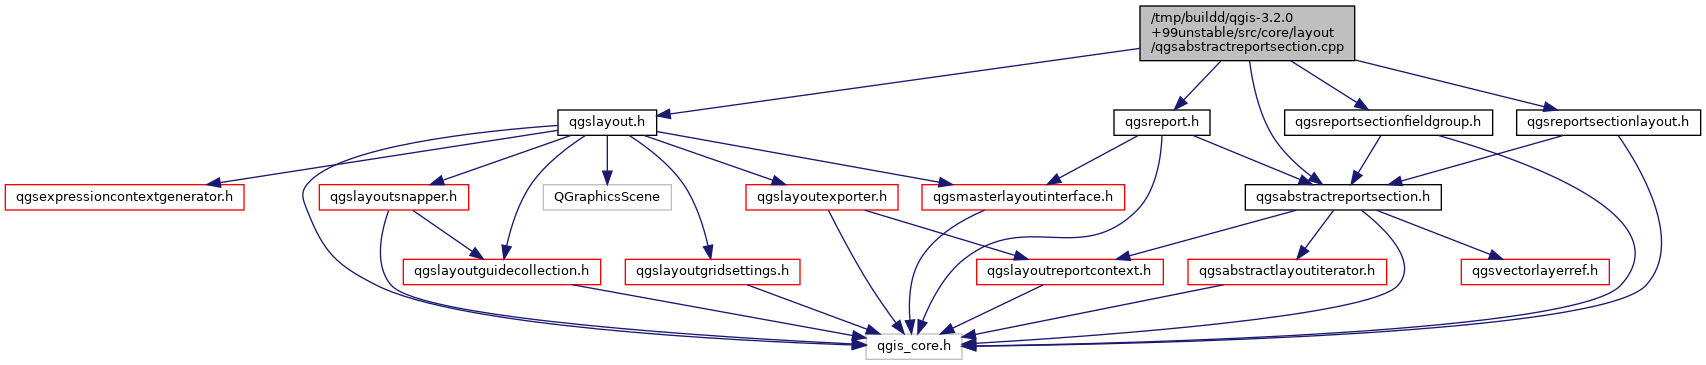 /tmp/buildd/qgis-3.2.0
+99unstable/src/core/layout
/qgsabstractreportsection.cpp
qgslayout.h
qgsreport.h
qgsreportsectionfieldgroup.h
qgsreportsectionlayout.h
qgsexpressioncontextgenerator.h
qgslayoutsnapper.h
QGraphicsScene
qgslayoutexporter.h
qgsmasterlayoutinterface.h
qgsabstractreportsection.h
qgslayoutguidecollection.h
qgslayoutgridsettings.h
qgslayoutreportcontext.h
qgsabstractlayoutiterator.h
qgsvectorlayerref.h
qgis_core.h